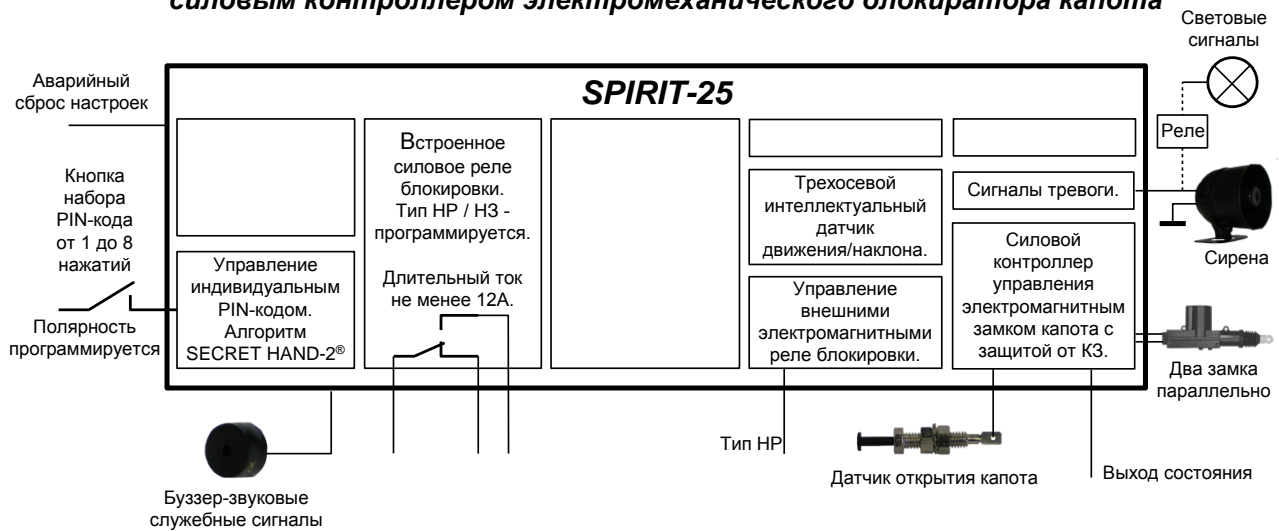 силовым контроллером электромеханического блокиратора капота
Световые
сигналы
Аварийный
сброс настроек
SPIRIT-25
Реле
Кнопка
набора
PIN-кода
от 1 до 8
нажатий
Полярность
программируется
Управление
индивидуальным
PIN-кодом.
Алгоритм
SECRET HAND-2®
Встроенное
силовое реле
блокировки.
Тип НР / НЗ -
программируется.
Длительный ток
не менее 12А.
Трехосевой
интеллектуальный
датчик
движения/наклона.
Управление
внешними
электромагнитными
реле блокировки.
Сигналы тревоги.
Силовой
контроллер
управления
электромагнитным
замком капота с
защитой от КЗ.
Сирена
Два замка
параллельно
Тип НР
Датчик открытия капота
Выход состояния
Буззер-звуковые
служебные сигналы